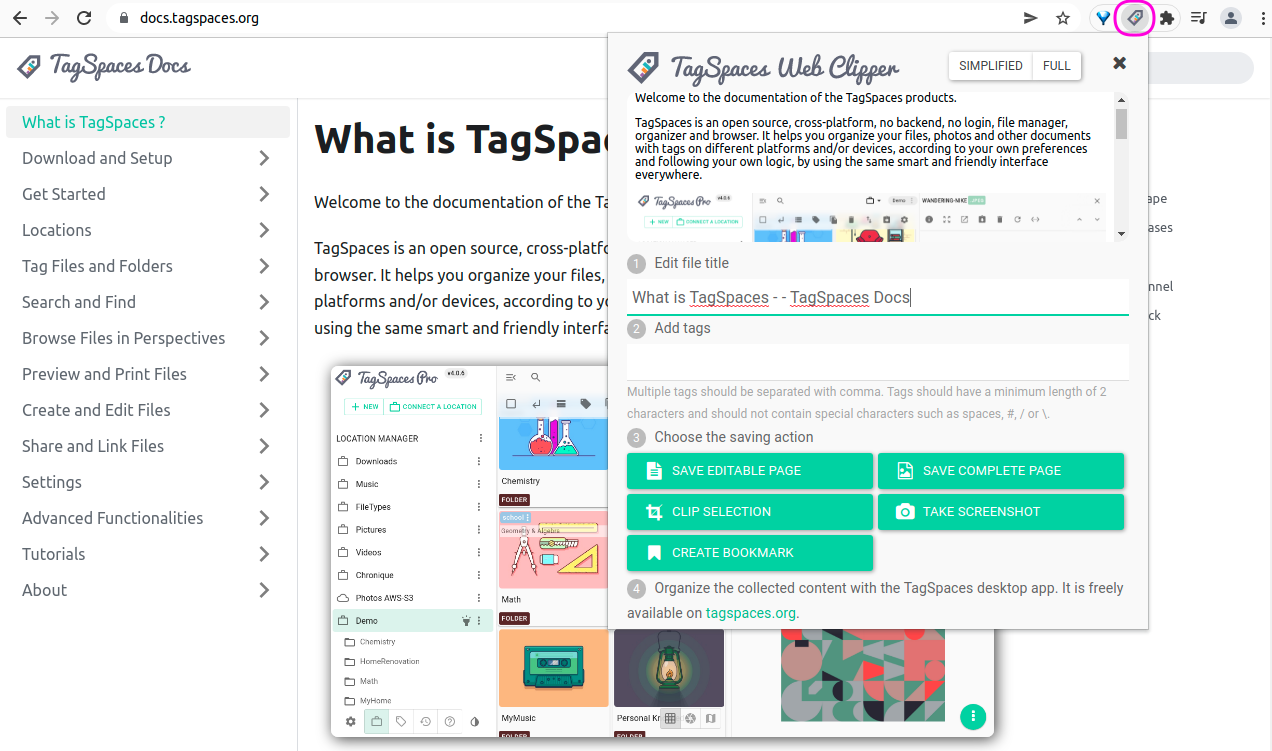 docs.tagspaces.org
TagSpaces Docs
What is TagSpaces ?
Download and Setup
Get Started
Locations
Tag Files and Folders
Search and Find
Browse Files in Perspectives
Preview and Print Files
Create and Edit Files
Share and Link Files
Settings
Advanced Functionalities
Tutorials
About
What is TagSpac
Welcome to the documentation of the Ta
TagSpaces is an open source, cross-platfo
browser. It helps you organize your files,
platforms and/or devices, according to yo
using the same smart and friendly interfa
TagSpaces Pro v4.0.6
NEW CONNECT A LOCATION
LOCATION MANAGER
Downloads
Music
FileTypes
Pictures
Videos
Chronique
Photos AWS-S3
Demo
Chemistry
HomeRenovation
Math
MyHome
Chemistry
FOLDER
school
Geometry & Algebra
Math
FOLDER
MyMusic
FOLDER
Personal Kn
FOLDER
TagSpaces Web Clipper
SIMPLIFIED FULL
Welcome to the documentation of the TagSpaces products.
TagSpaces is an open source, cross-platform, no backend, no login, file manager,
organizer and browser. It helps you organize your files, photos and other documents
with tags on different platforms and/or devices, according to your own preferences
and following your own logic, by using the same smart and friendly interface
everywhere.
TagSpaces Pro v4.0.6
NEW CONNECT A LOCATION
Demo
WANDERING-MIKE JPEG
1 Edit file title
What is TagSpaces - - TagSpaces Docs
2 Add tags
Multiple tags should be separated with comma. Tags should have a minimum length of 2
characters and should not contain special characters such as spaces, #, / or \.
3 Choose the saving action
SAVE EDITABLE PAGE
SAVE COMPLETE PAGE
CLIP SELECTION
TAKE SCREENSHOT
CREATE BOOKMARK
4 Organize the collected content with the TagSpaces desktop app. It is freely
available on tagspaces.org.
ape
ases
nnel
ck